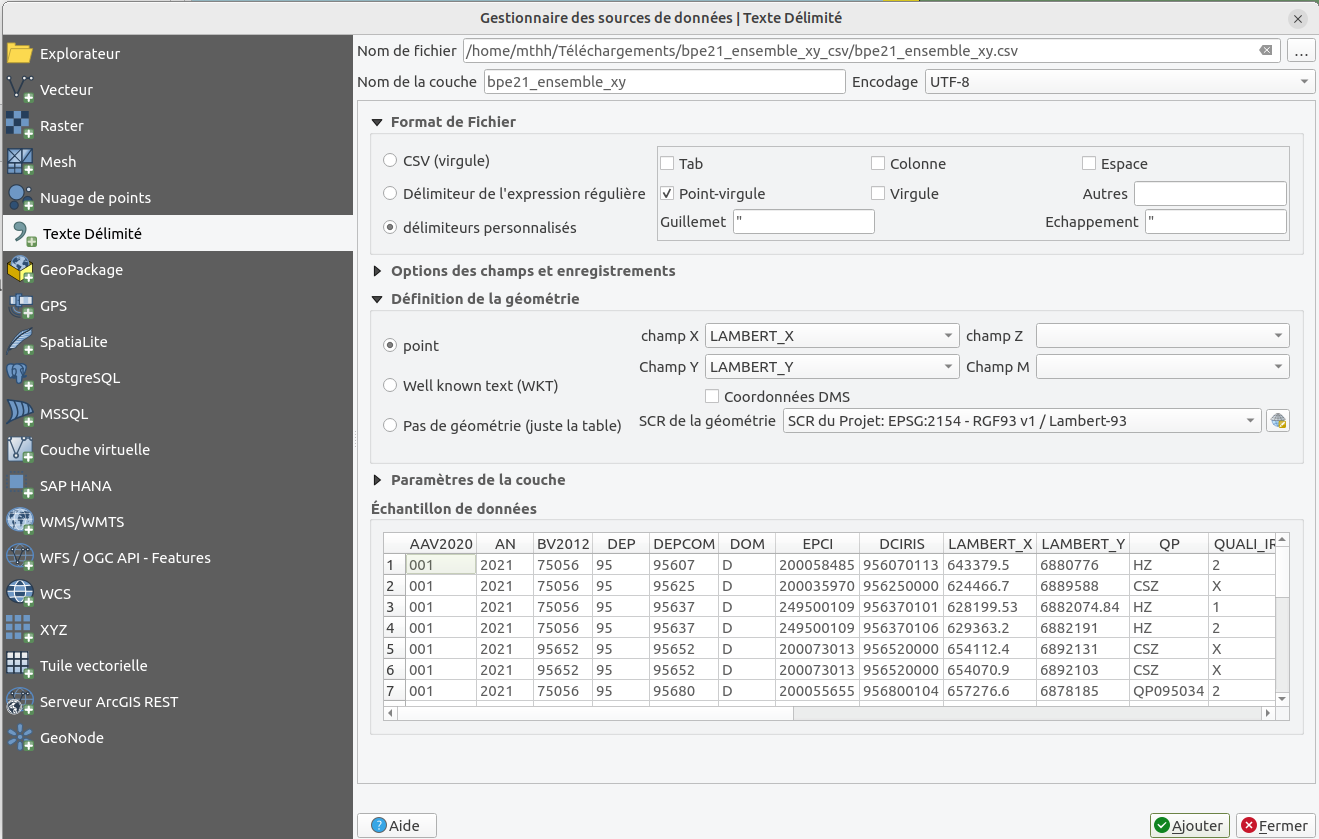 Gestionnaire des sources de données | Texte Délimité
Explorateur
Vecteur
Raster
Mesh
Nuage de points
Texte Délimité
GeoPackage
GPS
SpatiaLite
PostgreSQL
MSSQL
Couche virtuelle
SAP HANA
WMS/WMTS
WFS / OGC API - Features
WCS
XYZ
Tuile vectorielle
Serveur ArcGIS REST
GeoNode
Nom de fichier /home/mthh/Téléchargements/bpe21_ensemble_xy_csv/bpe21_ensemble_xy.csv ...
Nom de la couche bpe21_ensemble_xy Encodage UTF-8
Format de Fichier
CSV (virgule) Tab Colonne Espace
Délimiteur de l'expression régulière Point-virgule Virgule Autres
délimiteurs personnalisés Guillemet " Echappement "
Options des champs et enregistrements
Définition de la géométrie
point champ X LAMBERT_X champ Z
Champ Y LAMBERT_Y Champ M
Well known text (WKT) Coordonnées DMS
Pas de géométrie (juste la table) SCR de la géométrie SCR du Projet: EPSG:2154 - RGF93 v1 / Lambert-93
Paramètres de la couche
Échantillon de données
AAV2020 AN BV2012 DEP DEPCOM DOM EPCI DCIRIS LAMBERT_X LAMBERT_Y QP QUALI_IR
1 001 2021 75056 95 95607 D 200058485 956070113 643379.5 6880776 HZ 2
2 001 2021 75056 95 95625 D 200035970 956250000 624466.7 6889588 CSZ X
3 001 2021 75056 95 95637 D 249500109 956370101 628199.53 6882074.84 HZ 1
4 001 2021 75056 95 95637 D 249500109 956370106 629363.2 6882191 HZ 2
5 001 2021 95652 95 95652 D 200073013 956520000 654112.4 6892131 CSZ X
6 001 2021 95652 95 95652 D 200073013 956520000 654070.9 6892103 CSZ X
7 001 2021 75056 95 95680 D 200055655 956800104 657276.6 6878185 QP095034 2
Aide Ajouter Fermer